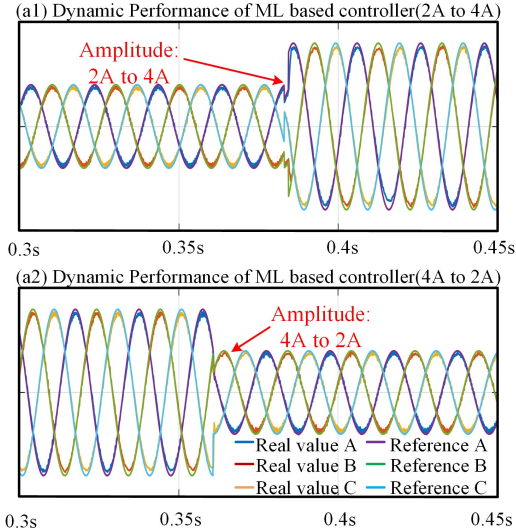 (a1) Dynamic Performance of ML based controller(2A to 4A)
Amplitude:
2A to 4A
0.3s 0.35s 0.4s 0.45s
(a2) Dynamic Performance of ML based controller(4A to 2A)
Amplitude:
4A to 2A
Real value A Reference A
Real value B Reference B
Real value C Reference C
0.3s 0.35s 0.4s 0.45s